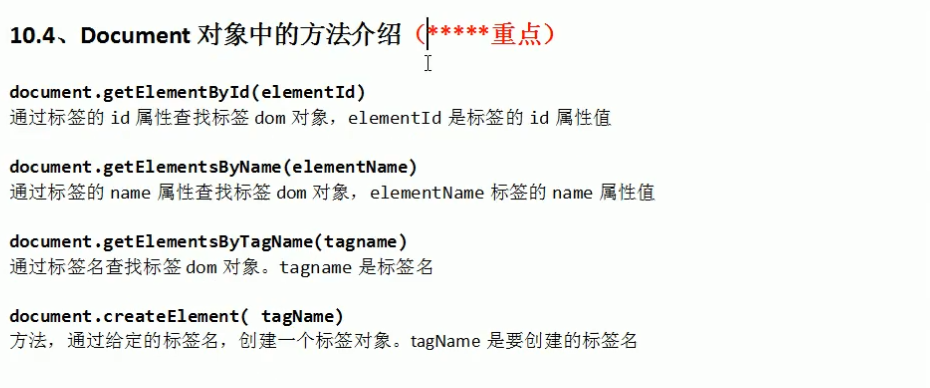 10.4、Document 对象中的方法介绍（*****重点）
document.getElementById(elementId)
通过标签的 id 属性查找标签 dom 对象，elementId 是标签的 id 属性值
document.getElementsByName(elementName)
通过标签的 name 属性查找标签 dom 对象，elementName 标签的 name 属性值
document.getElementsByTagName(tagname)
通过标签名查找标签 dom 对象。tagname 是标签名
document.createElement( tagName)
方法，通过给定的标签名，创建一个标签对象。tagName 是要创建的标签名